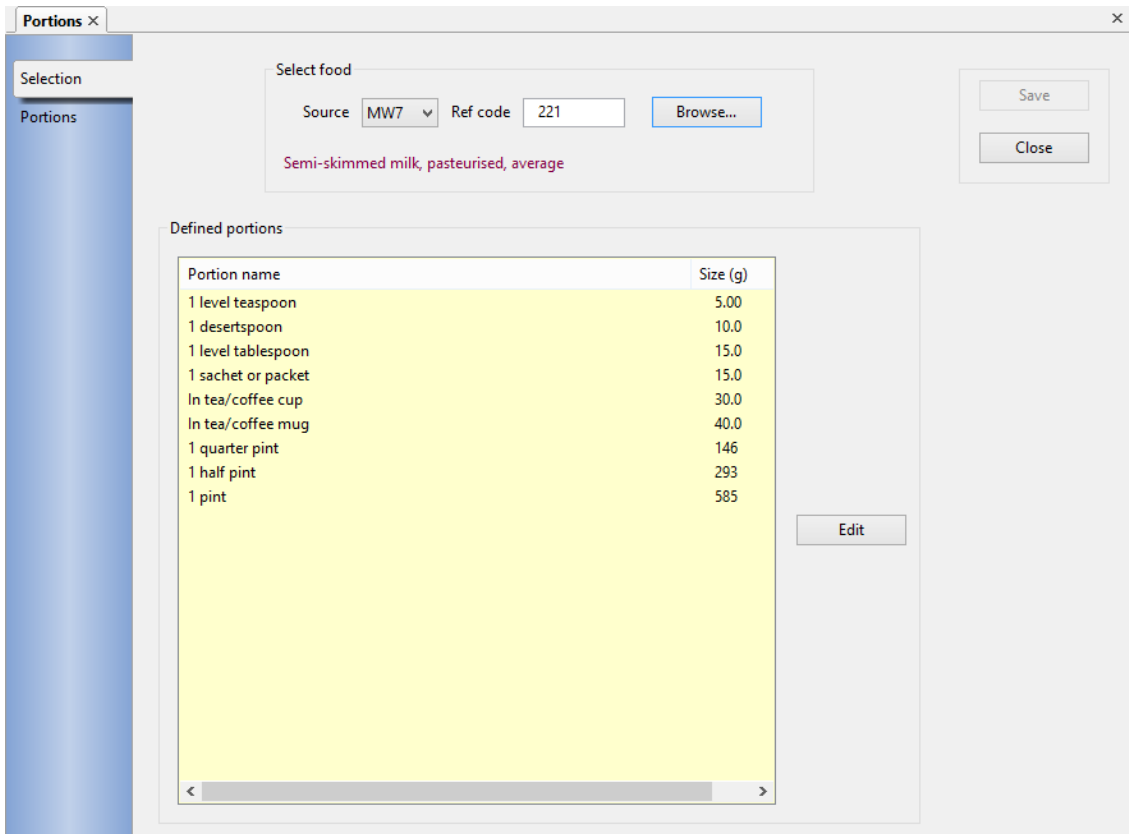 Portions
Selection
Portions
Select food
Source MW7 Ref code 221 Browse...
Semi-skimmed milk, pasteurised, average
Save
Close
Defined portions
Portion name Size (g)
1 level teaspoon 5.00
1 desertspoon 10.0
1 level tablespoon 15.0
1 sachet or packet 15.0
In tea/coffee cup 30.0
In tea/coffee mug 40.0
1 quarter pint 146
1 half pint 293
1 pint 585
Edit